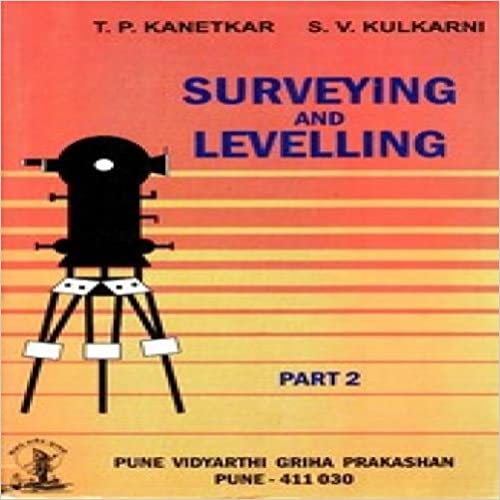 T. P. KANETKAR S. V. KULKARNI
SURVEYING
AND
LEVELLING
PART 2
PUNE VIDYARTHI GRIHA PRAKASHAN
PUNE - 411 030